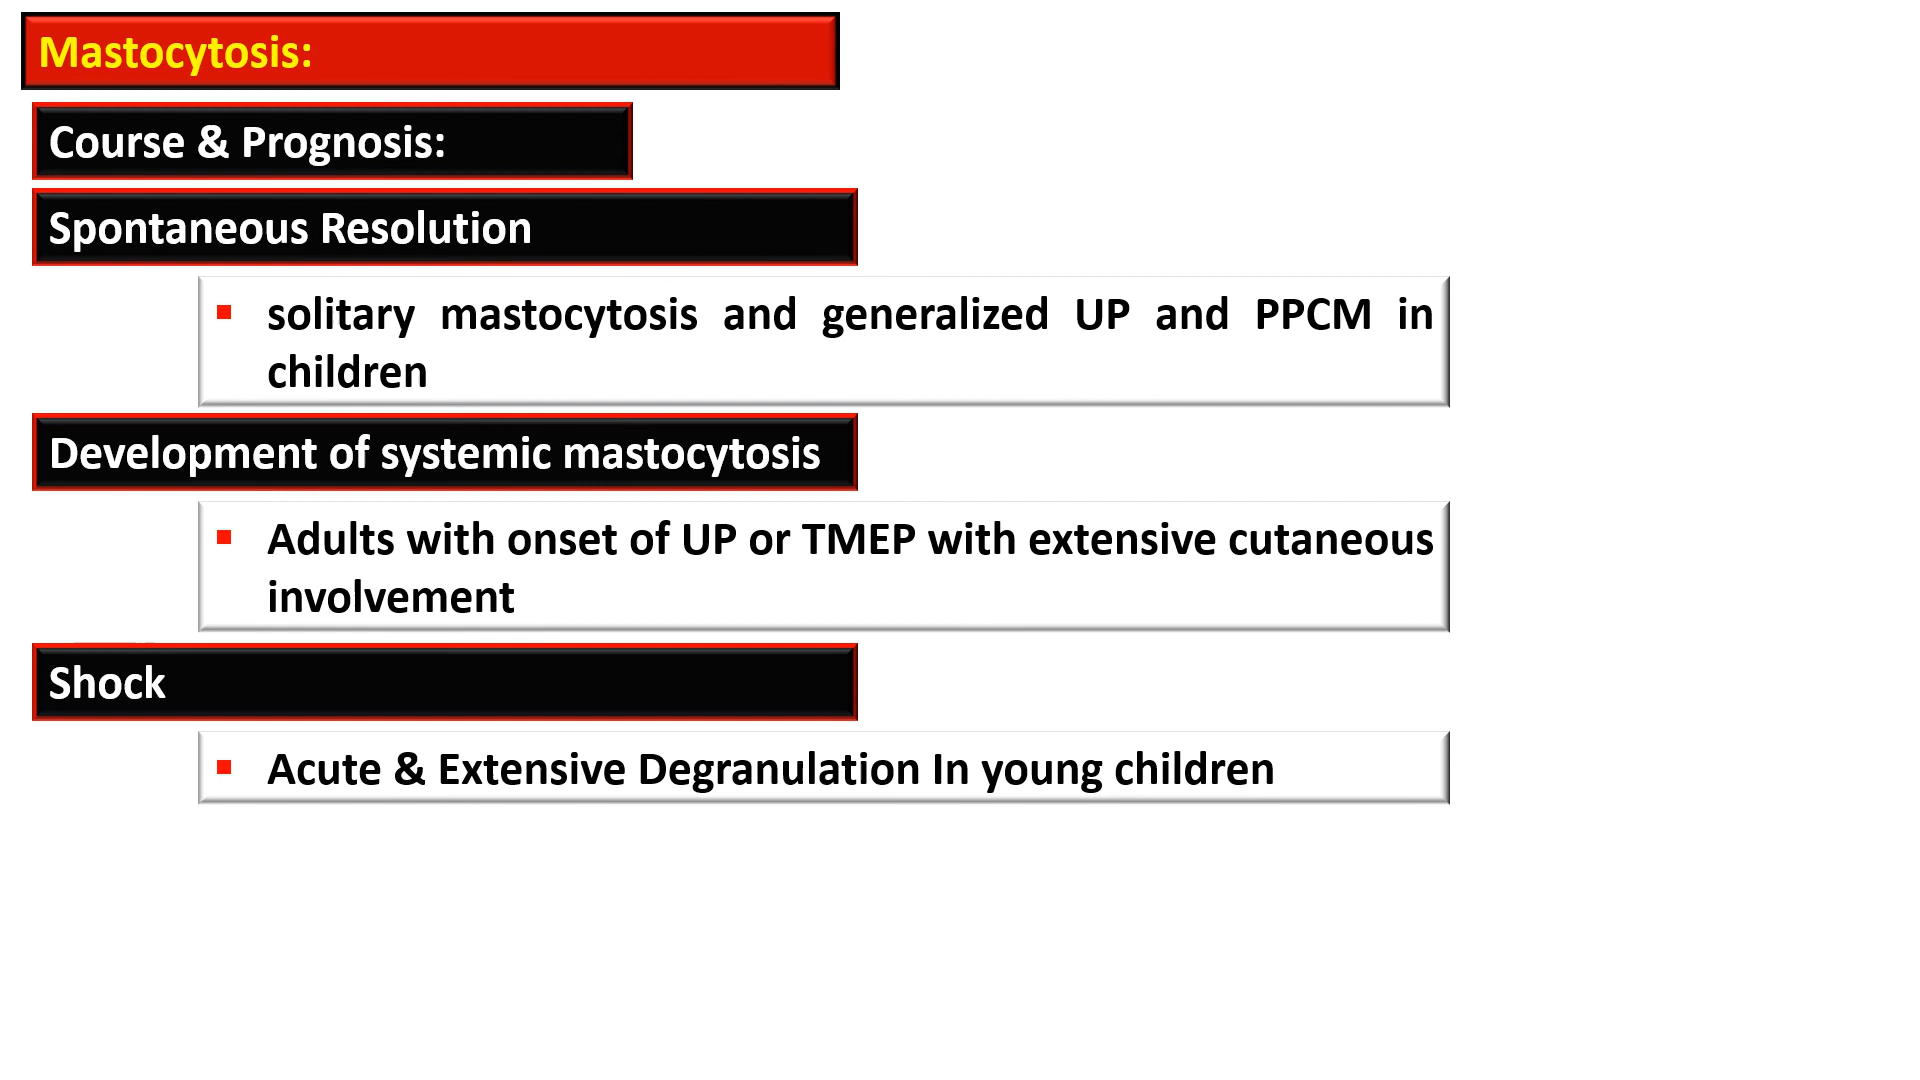 Mastocytosis:
Course & Prognosis:
Spontaneous Resolution
▪ solitary mastocytosis and generalized UP and PPCM in
children
Development of systemic mastocytosis
▪ Adults with onset of UP or TMEP with extensive cutaneous
involvement
Shock
▪ Acute & Extensive Degranulation In young children